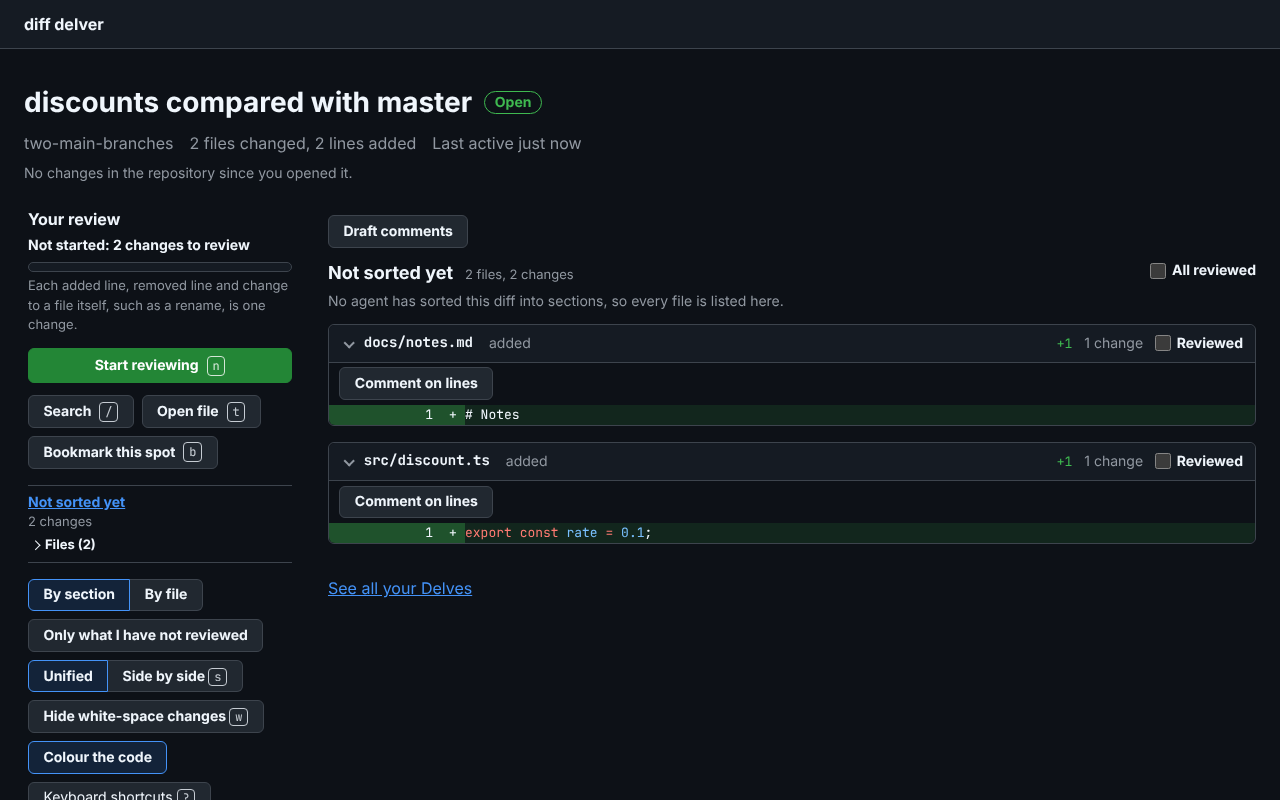 diff delver
discounts compared with master Open
two-main-branches 2 files changed, 2 lines added Last active just now
No changes in the repository since you opened it.
Your review
Not started: 2 changes to review
Each added line, removed line and change
to a file itself, such as a rename, is one
change.
Start reviewing n
Search / Open file t
Bookmark this spot b
Not sorted yet
2 changes
Files (2)
By section By file
Only what I have not reviewed
Unified Side by side s
Hide white-space changes w
Colour the code
Keyboard shortcuts ?
Draft comments
Not sorted yet 2 files, 2 changes All reviewed
No agent has sorted this diff into sections, so every file is listed here.
docs/notes.md added +1 1 change Reviewed
Comment on lines
1 + # Notes
src/discount.ts added +1 1 change Reviewed
Comment on lines
1 + export const rate = 0.1;
See all your Delves